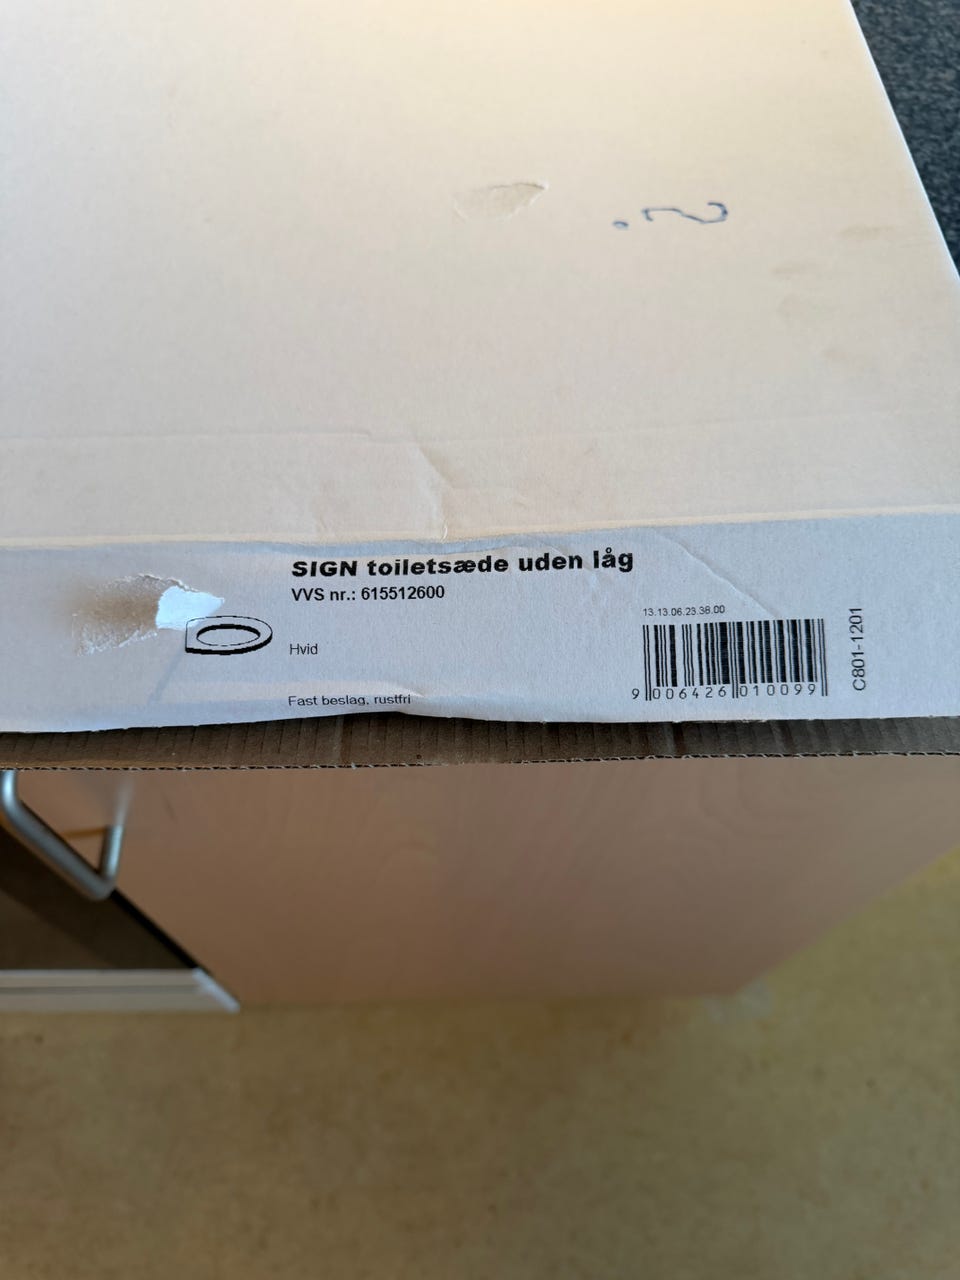 2.
SIGN toiletsæde uden låg
VVS nr.: 615512600
Hvid
Fast beslag, rustfri
13.13.06.23.38.00
9 006426 010099
C801-1201